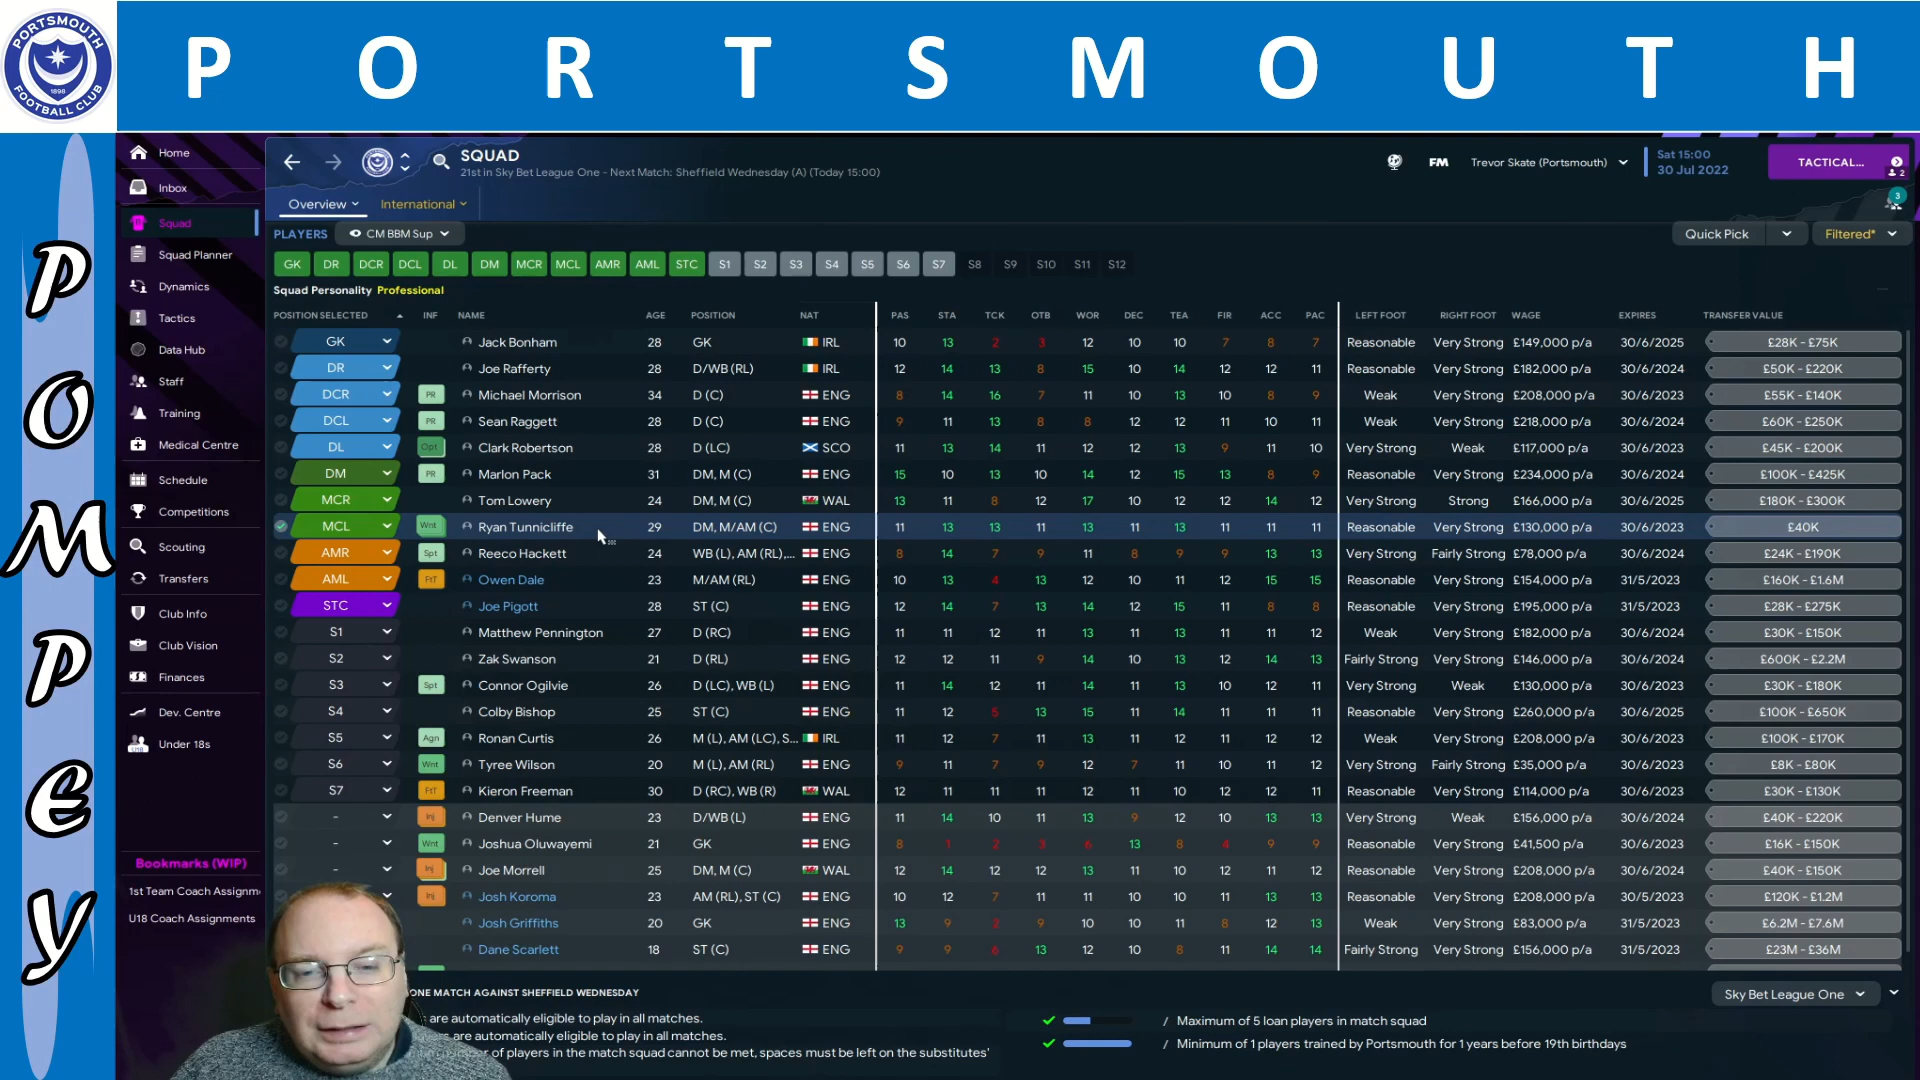 PORTSMOUTH
FOOTBALL CLUB
1898
P O R T S M O U T H
POMPEY
Home
Inbox
Squad
Squad Planner
Dynamics
Tactics
Data Hub
Staff
Training
Medical Centre
Schedule
Competitions
Scouting
Transfers
Club Info
Club Vision
Finances
Dev. Centre
Under 18s
Bookmarks (WIP)
1st Team Coach Assignm
U18 Coach Assignments
SQUAD
21st in Sky Bet League One - Next Match: Sheffield Wednesday (A) (Today 15:00)
FM Trevor Skate (Portsmouth) Sat 15:00
30 Jul 2022
TACTICAL...
2
3
Overview International
PLAYERS CM BBM Sup Quick Pick Filtered*
GK DR DCR DCL DL DM MCR MCL AMR AML STC S1 S2 S3 S4 S5 S6 S7 S8 S9 S10 S11 S12
Squad Personality Professional
POSITION SELECTED INF NAME AGE POSITION NAT PAS STA TCK OTB WOR DEC TEA FIR ACC PAC LEFT FOOT RIGHT FOOT WAGE EXPIRES TRANSFER VALUE
GK Jack Bonham 28 GK IRL 10 13 2 3 12 10 10 7 8 7 Reasonable Very Strong £149,000 p/a 30/6/2025 £28K - £75K
DR Joe Rafferty 28 D/WB (RL) IRL 12 14 13 8 15 10 14 12 12 11 Reasonable Very Strong £182,000 p/a 30/6/2024 £50K - £220K
DCR PR Michael Morrison 34 D (C) ENG 8 14 16 7 11 10 13 10 8 9 Weak Very Strong £208,000 p/a 30/6/2024 £55K - £140K
DCL PR Sean Raggett 28 D (C) ENG 9 11 13 8 8 12 12 11 10 11 Weak Very Strong £218,000 p/a 30/6/2024 £60K - £250K
DL Opt Clark Robertson 28 D (LC) SCO 11 13 14 11 12 12 13 9 11 10 Very Strong Weak £117,000 p/a 30/6/2023 £45K - £200K
DM PR Marlon Pack 31 DM, M (C) ENG 15 10 13 10 14 12 15 13 8 9 Reasonable Very Strong £234,000 p/a 30/6/2024 £100K - £425K
MCR Tom Lowery 24 DM, M (C) WAL 13 11 8 12 17 10 12 12 14 12 Very Strong Strong £166,000 p/a 30/6/2025 £180K - £300K
MCL Wnt Ryan Tunnicliffe 29 DM, M/AM (C) ENG 11 13 13 11 13 11 13 11 11 11 Reasonable Very Strong £130,000 p/a 30/6/2023 £40K
AMR Spt Reeco Hackett 24 WB (L), AM (RL),... ENG 8 14 7 9 11 8 9 9 13 13 Very Strong Fairly Strong £78,000 p/a 30/6/2024 £24K - £190K
AML FtT Owen Dale 23 M/AM (RL) ENG 10 13 4 13 12 10 11 12 15 15 Reasonable Very Strong £154,000 p/a 31/5/2023 £160K - £1.6M
STC Joe Pigott 28 ST (C) ENG 12 14 7 13 14 12 15 11 8 8 Reasonable Very Strong £195,000 p/a 31/5/2023 £28K - £275K
S1 Matthew Pennington 27 D (RC) ENG 11 11 12 11 13 11 13 11 11 12 Weak Very Strong £182,000 p/a 30/6/2024 £30K - £150K
S2 Zak Swanson 21 D (RL) ENG 12 12 11 9 14 10 13 12 14 13 Fairly Strong Very Strong £146,000 p/a 30/6/2024 £600K - £2.2M
S3 Spt Connor Ogilvie 26 D (LC), WB (L) ENG 11 14 12 11 14 11 13 10 12 11 Very Strong Weak £130,000 p/a 30/6/2023 £30K - £180K
S4 Colby Bishop 25 ST (C) ENG 11 12 5 13 15 11 14 11 11 11 Reasonable Very Strong £260,000 p/a 30/6/2025 £100K - £650K
S5 Agn Ronan Curtis 26 M (L), AM (LC), S... IRL 11 12 7 11 13 11 12 11 12 12 Weak Very Strong £208,000 p/a 30/6/2023 £100K - £170K
S6 Wnt Tyree Wilson 20 M (L), AM (RL) ENG 9 11 7 9 12 7 11 10 11 12 Very Strong Fairly Strong £35,000 p/a 30/6/2023 £8K - £80K
S7 FtT Kieron Freeman 30 D (RC), WB (R) WAL 12 11 11 11 12 11 10 12 12 12 Reasonable Very Strong £114,000 p/a 30/6/2023 £30K - £130K
- Inj Denver Hume 23 D/WB (L) ENG 11 14 10 11 13 9 12 10 13 13 Very Strong Weak £156,000 p/a 30/6/2024 £40K - £220K
- Wnt Joshua Oluwayemi 21 GK ENG 8 1 2 3 6 13 8 4 9 9 Reasonable Very Strong £41,500 p/a 30/6/2023 £16K - £150K
- Inj Joe Morrell 25 DM, M (C) WAL 12 14 12 12 13 11 10 12 11 12 Reasonable Very Strong £208,000 p/a 30/6/2024 £40K - £150K
Inj Josh Koroma 23 AM (RL), ST (C) ENG 10 12 7 11 11 10 10 11 13 13 Reasonable Very Strong £208,000 p/a 30/5/2023 £120K - £1.2M
Josh Griffiths 20 GK ENG 13 9 2 9 10 10 11 8 12 13 Weak Very Strong £83,000 p/a 31/5/2023 £6.2M - £7.6M
Dane Scarlett 18 ST (C) ENG 9 9 6 13 12 10 8 11 14 14 Fairly Strong Very Strong £156,000 p/a 31/5/2023 £23M - £36M
ONE MATCH AGAINST SHEFFIELD WEDNESDAY Sky Bet League One
are automatically eligible to play in all matches. / Maximum of 5 loan players in match squad
are automatically eligible to play in all matches. / Minimum of 1 players trained by Portsmouth for 1 years before 19th birthdays
of players in the match squad cannot be met, spaces must be left on the substitutes'